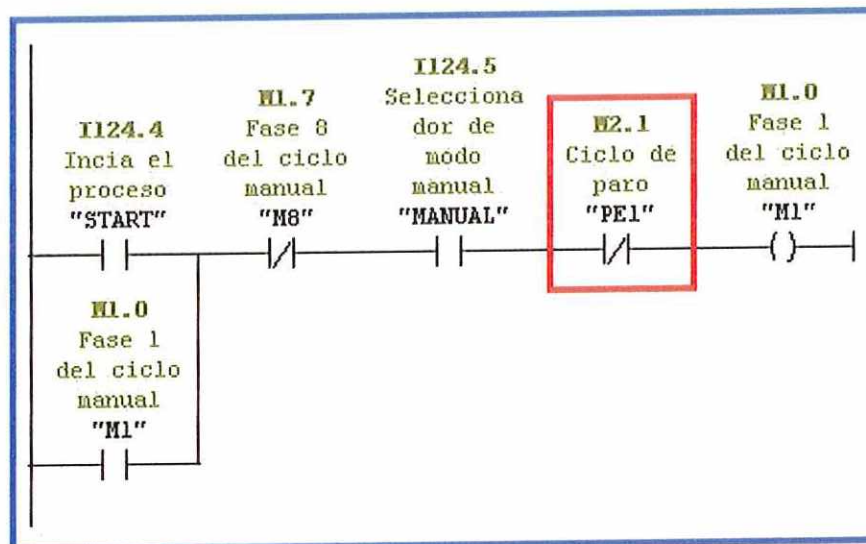 I124.4
Incia el
proceso
"START"
M1.7
Fase 8
del ciclo
manual
"M8"
I124.5
Selecciona
dor de
modo
manual
"MANUAL"
M2.1
Ciclo de
paro
"PE1"
M1.0
Fase 1
del ciclo
manual
"M1"
M1.0
Fase 1
del ciclo
manual
"M1"